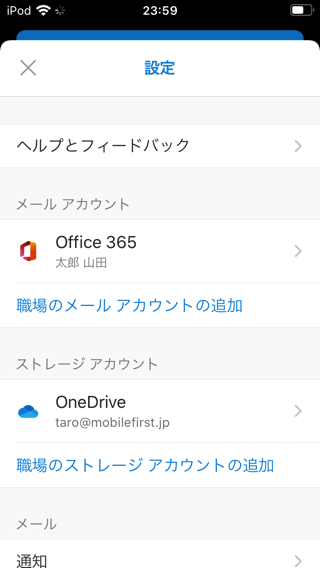 iPod 23:59
設定
ヘルプとフィードバック
メール アカウント
Office 365
太郎 山田
職場のメール アカウントの追加
ストレージ アカウント
OneDrive
taro@mobilefirst.jp
職場のストレージ アカウントの追加
メール
通知